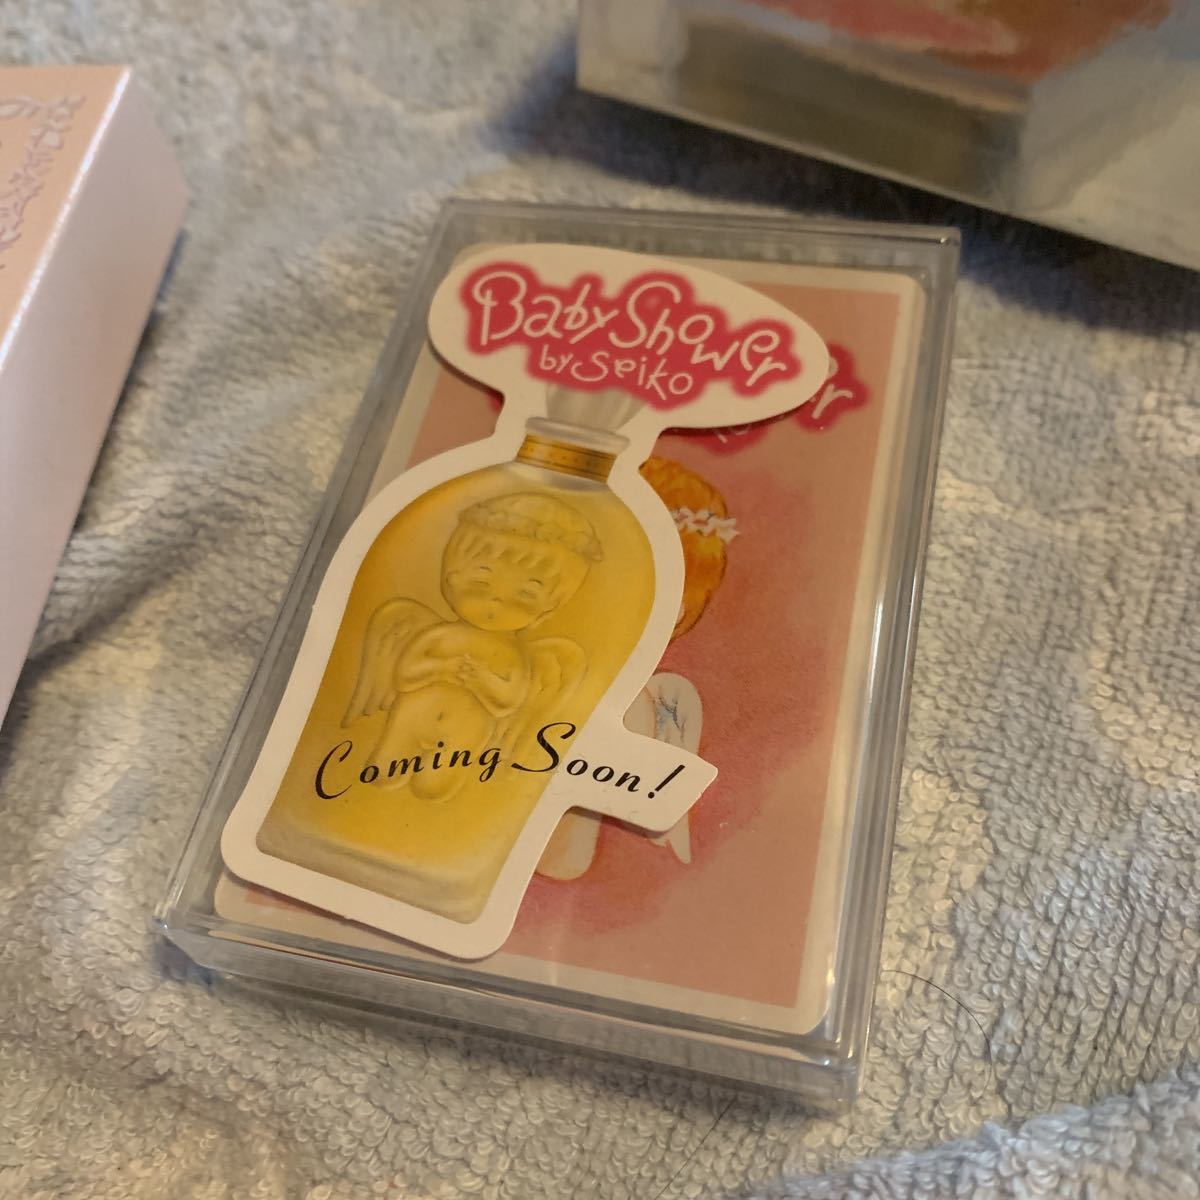 Baby Shower
by Seiko
Coming Soon!